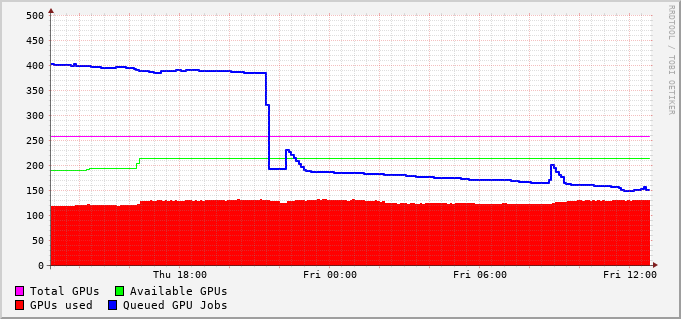 500
450
400
350
300
250
200
150
100
50
0
Thu 18:00 Fri 00:00 Fri 06:00 Fri 12:00
Total GPUs Available GPUs
GPUs used Queued GPU Jobs
RRDTOOL / TOBI OETIKER